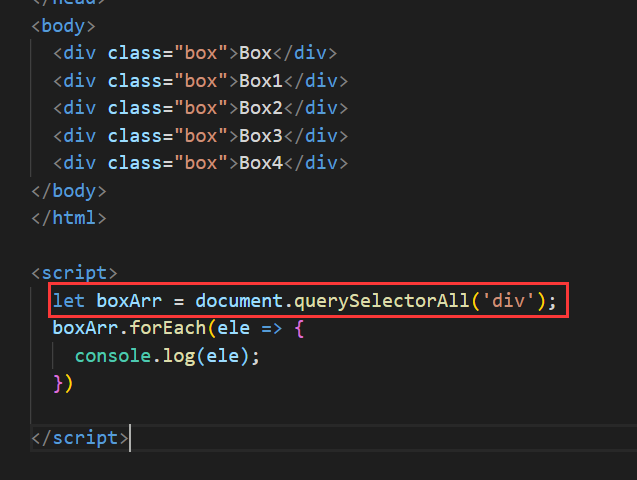 </head>
<body>
<div class="box">Box</div>
<div class="box">Box1</div>
<div class="box">Box2</div>
<div class="box">Box3</div>
<div class="box">Box4</div>
</body>
</html>
<script>
let boxArr = document.querySelectorAll('div');
boxArr.forEach(ele => {
console.log(ele);
})
</script>